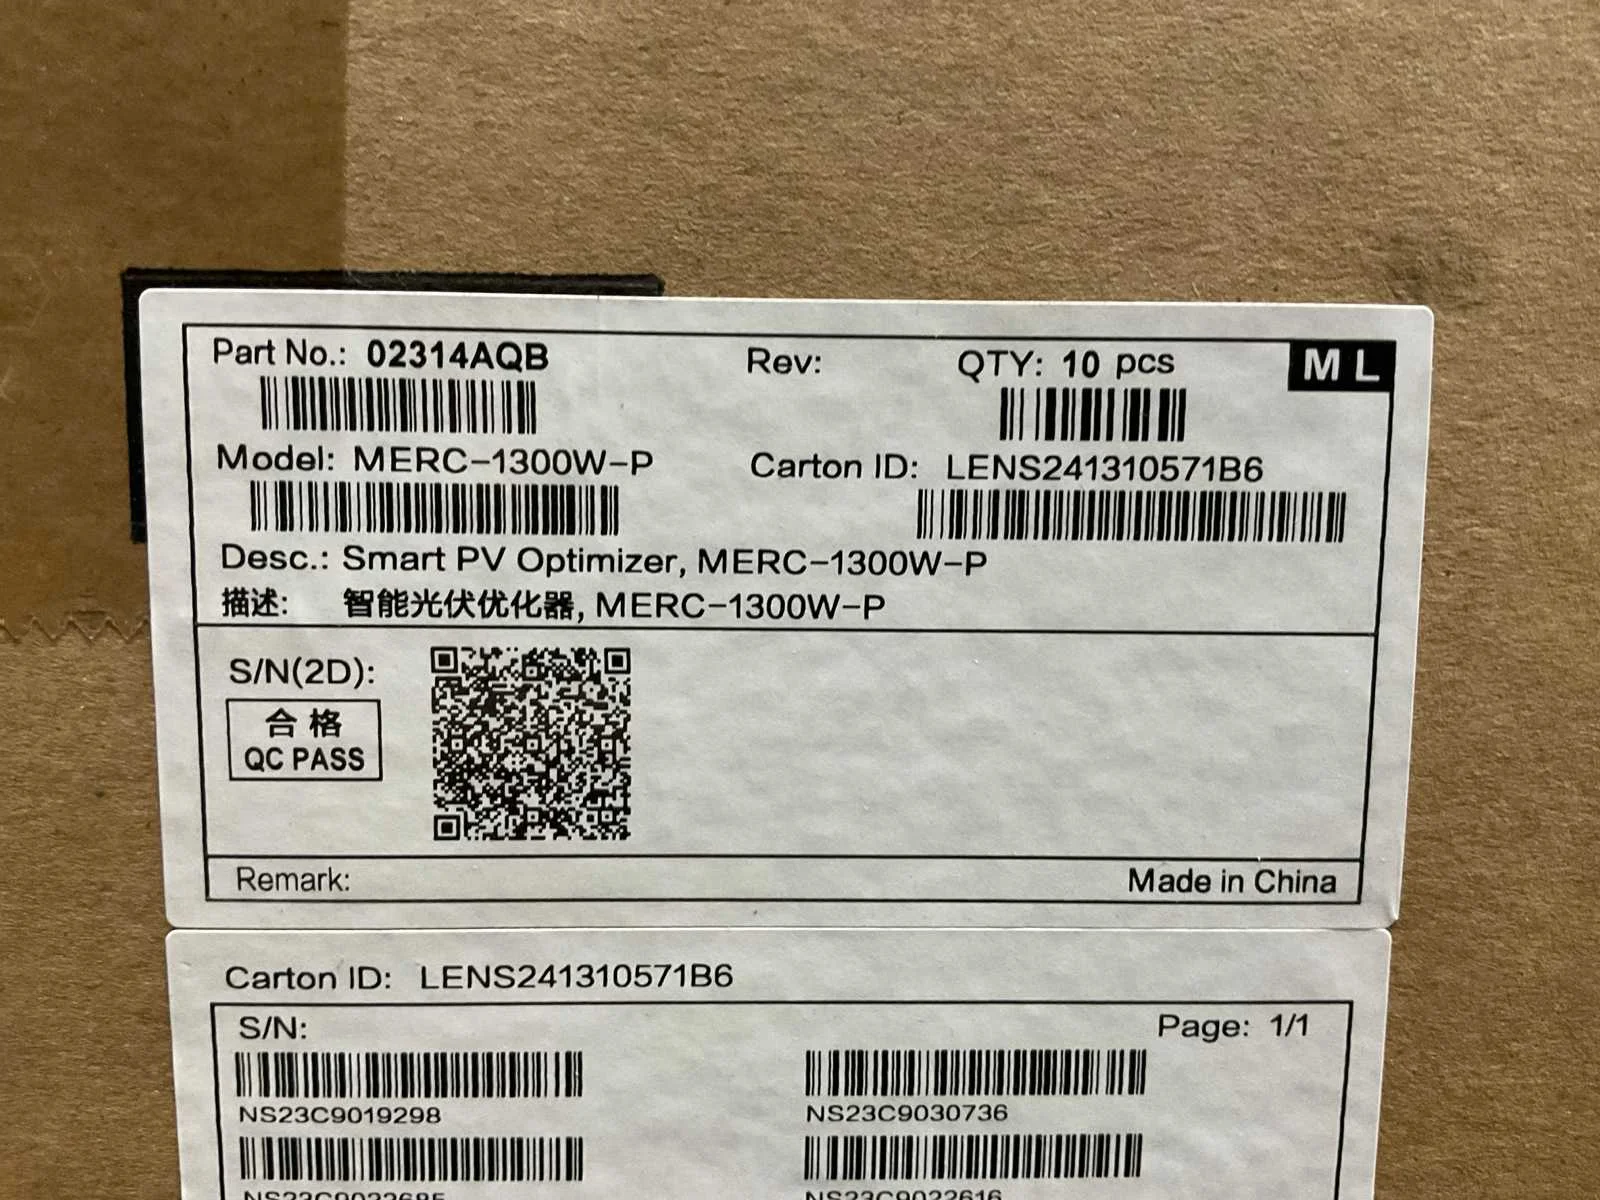 Part No.: 02314AQB Rev: QTY: 10 pcs ML
Model: MERC-1300W-P Carton ID: LENS241310571B6
Desc.: Smart PV Optimizer, MERC-1300W-P
描述: 智能光伏优化器, MERC-1300W-P
S/N(2D):
合格
QC PASS
Remark: Made in China
Carton ID: LENS241310571B6
S/N: Page: 1/1
NS23C9019298 NS23C9030736